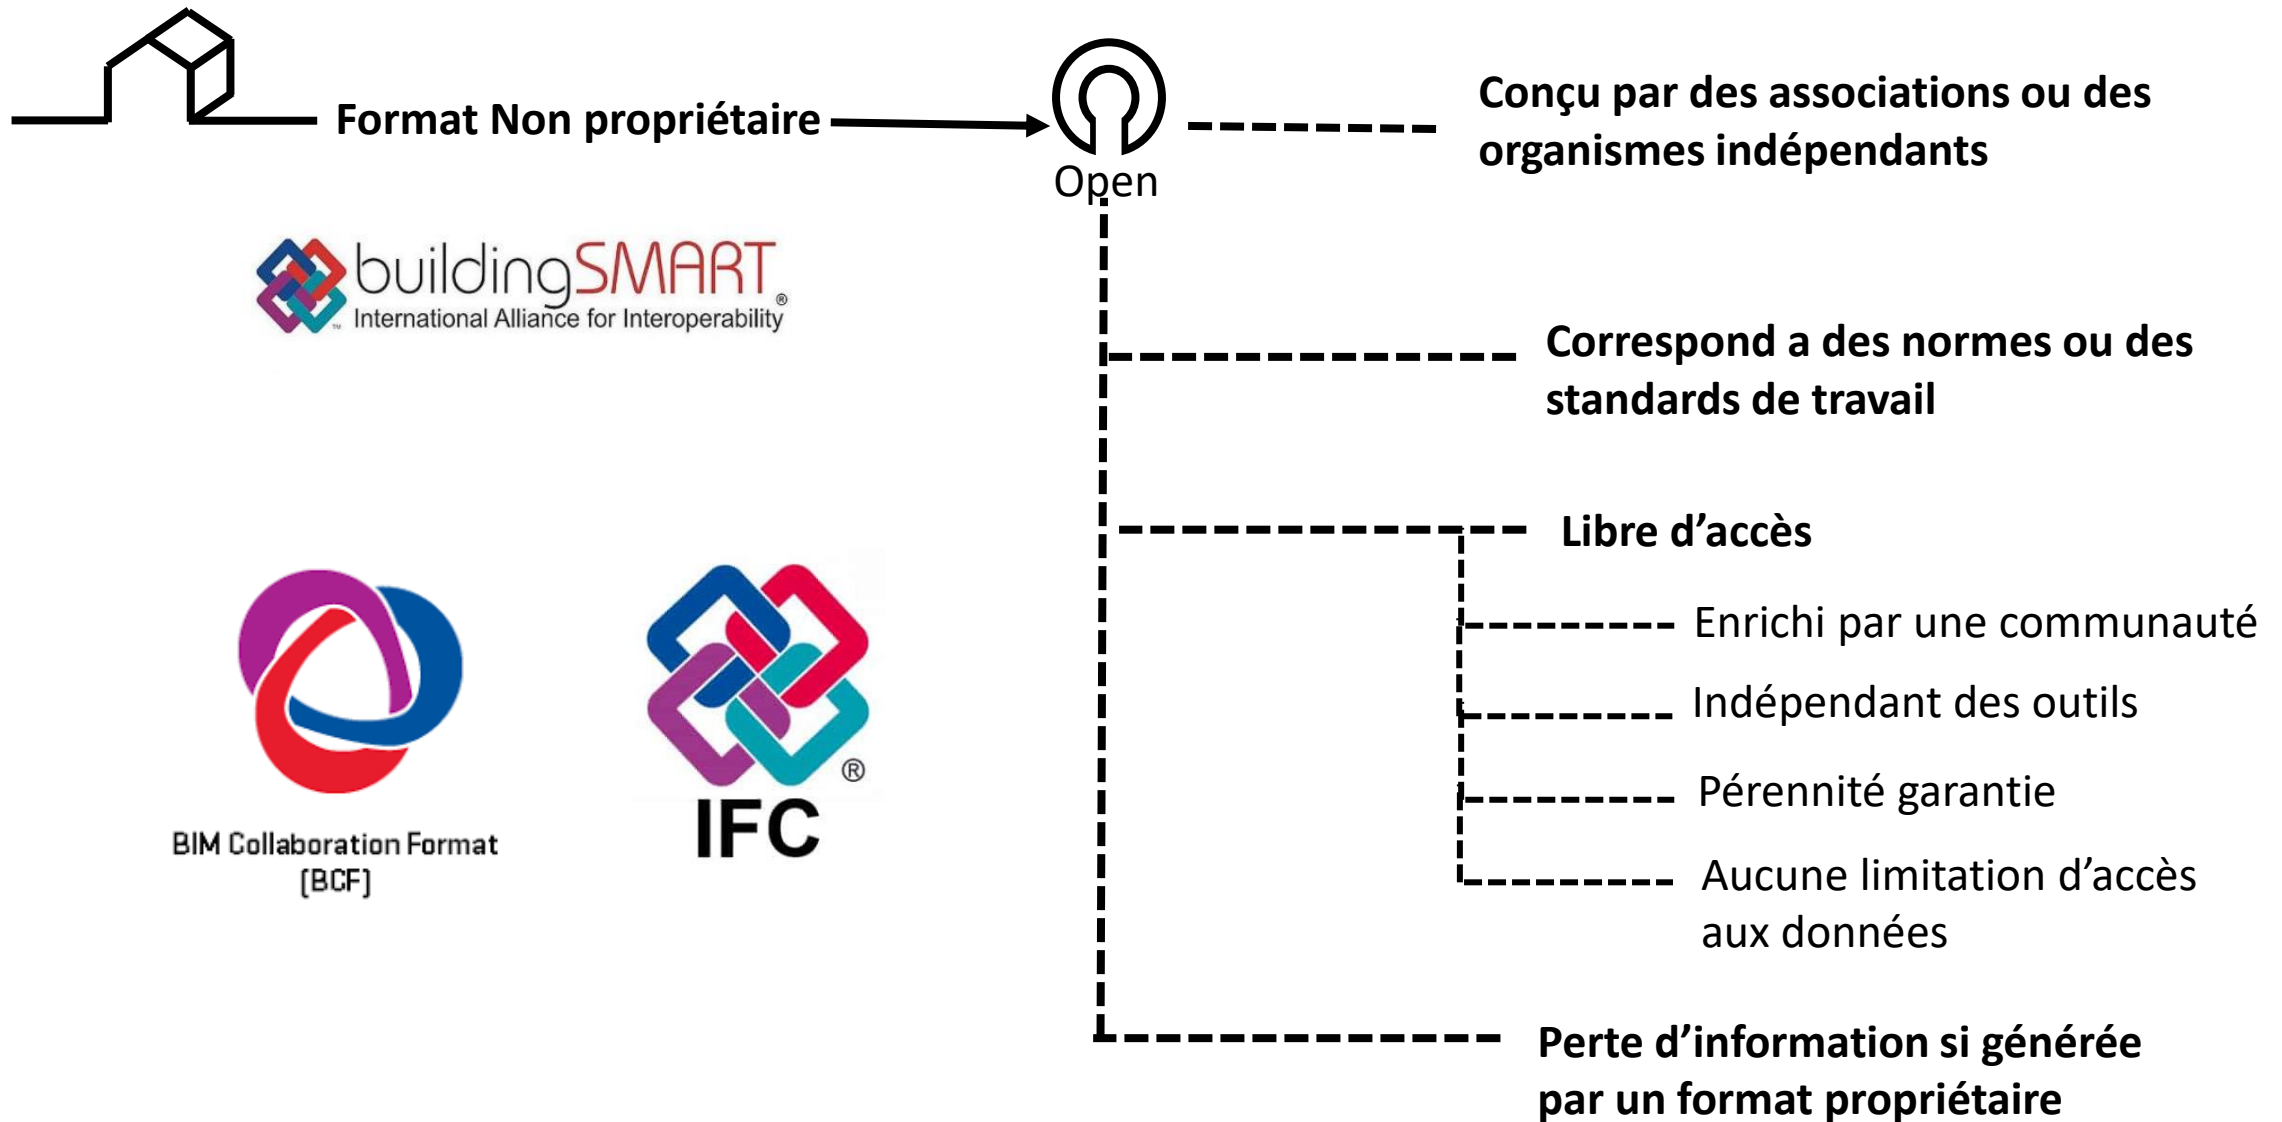 Format Non propriétaire
Open
Conçu par des associations ou des
organismes indépendants
buildingSMART®
International Alliance for Interoperability
™
Correspond a des normes ou des
standards de travail
Libre d’accès
Enrichi par une communauté
Indépendant des outils
Pérennité garantie
Aucune limitation d’accès
aux données
BIM Collaboration Format
[BCF]
®
IFC
Perte d’information si générée
par un format propriétaire